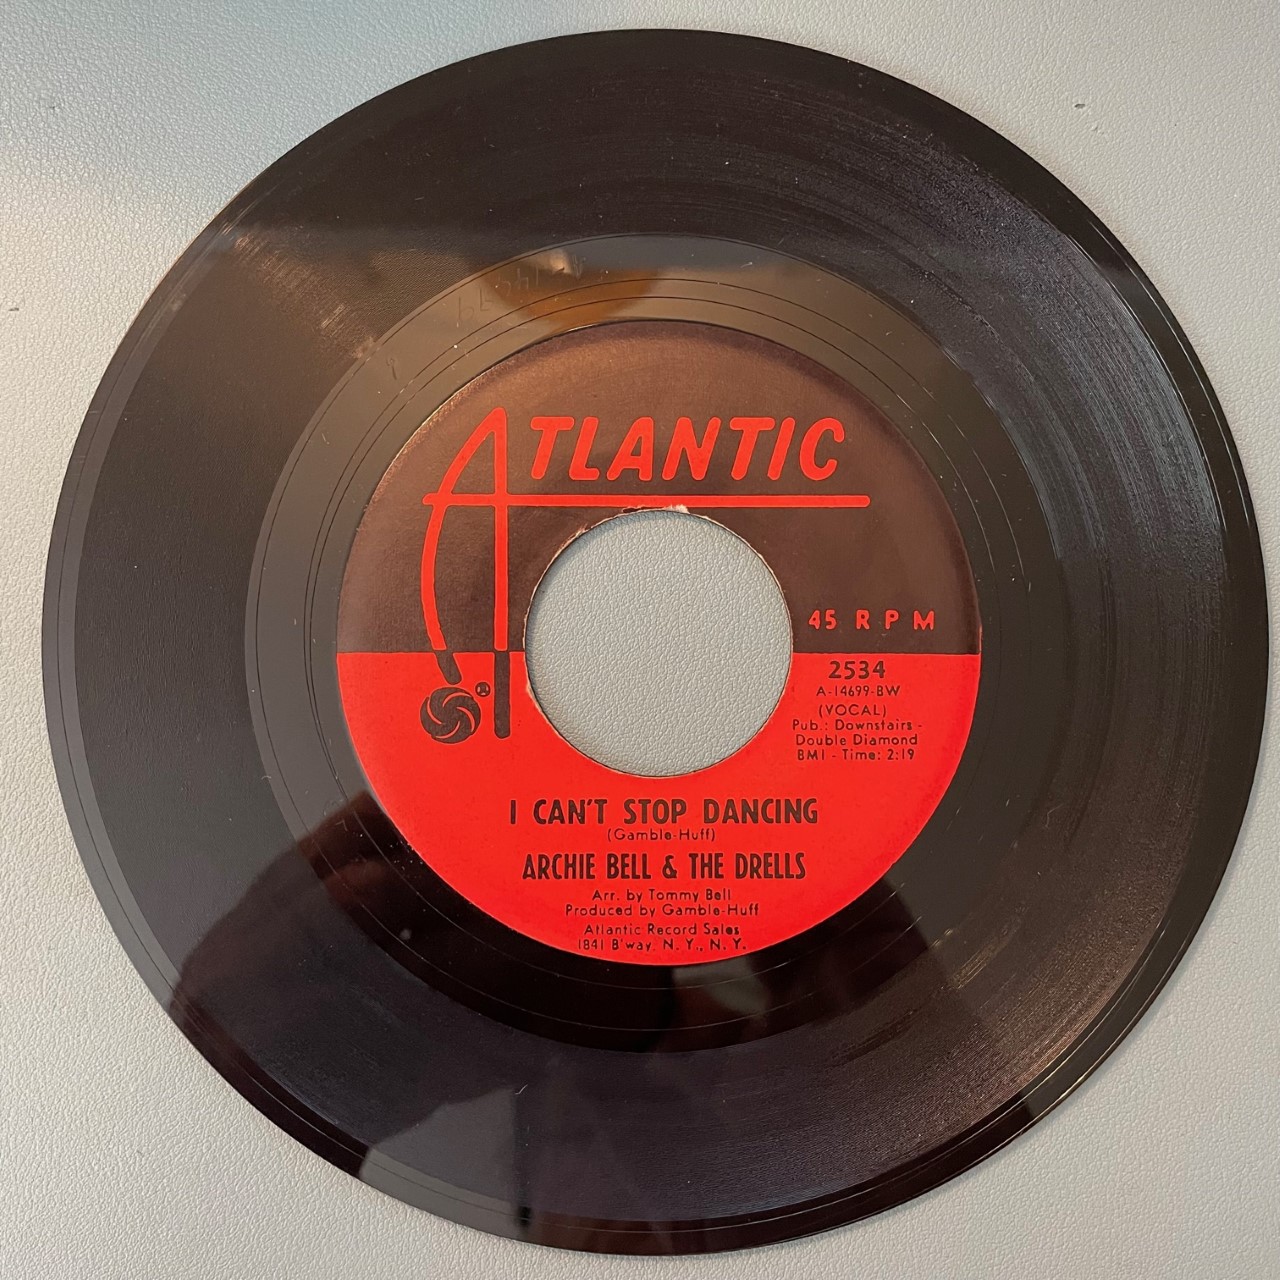 ATLANTIC
®
45 RPM
2534
A-14699-BW
(VOCAL)
Pub.: Downstairs -
Double Diamond
BMI - Time: 2:19
I CAN'T STOP DANCING
(Gamble-Huff)
ARCHIE BELL & THE DRELLS
Arr. by Tommy Bell
Produced by Gamble-Huff
Atlantic Record Sales
1841 B'way, N. Y., N. Y.